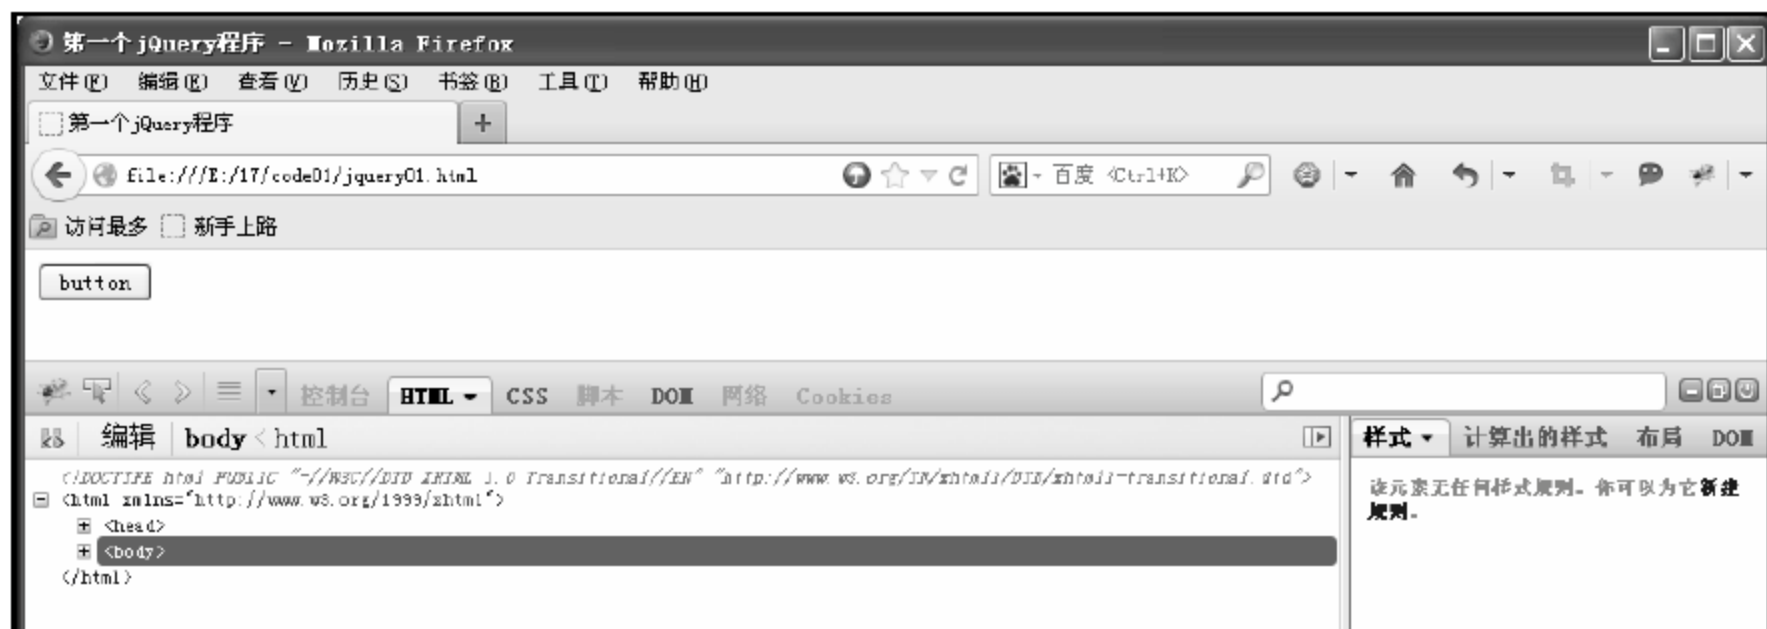 第一个jQuery程序 - Mozilla Firefox
文件(F) 编辑(E) 查看(V) 历史(S) 书签(B) 工具(T) 帮助(H)
第一个jQuery程序 +
file:///E:/17/code01/jquery01.html 百度 <Ctrl+K>
访问最多 新手上路
button
控制台 HTML CSS 脚本 DOM 网络 Cookies
编辑 body < html 样式 计算出的样式 布局 DOM
<!DOCTYPE html PUBLIC "-//W3C//DTD XHTML 1.0 Transitional//EN" "http://www.w3.org/TR/xhtml1/DTD/xhtml1-transitional.dtd">
<html xmlns="http://www.w3.org/1999/xhtml">
<head>
<body>
</html>
该元素无任何样式规则。你可以为它新建
规则。